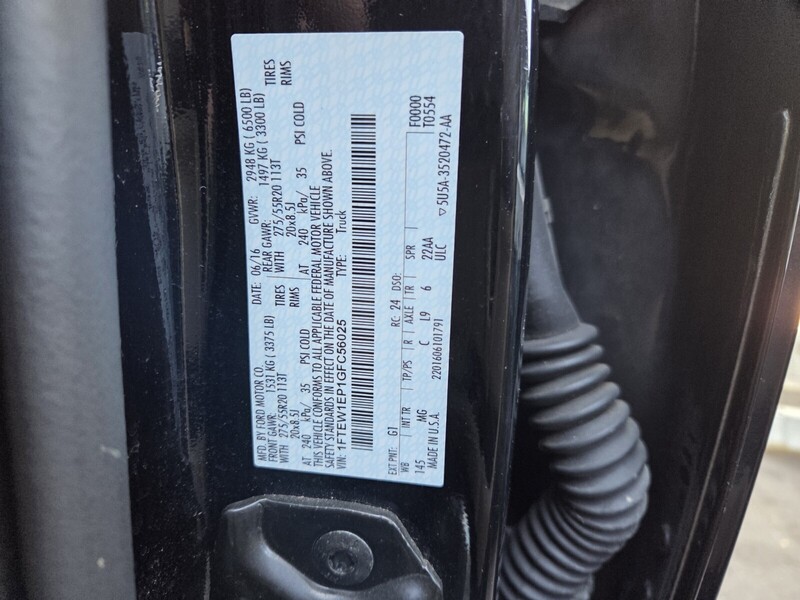 MFD. BY FORD MOTOR CO. DATE: 06/16 GVWR: 2948 KG ( 6500 LB)
FRONT GAWR: 1531 KG ( 3375 LB) REAR GAWR: 1497 KG ( 3300 LB)
WITH 275/55R20 113T TIRES WITH 275/55R20 113T TIRES
20x8.5J RIMS 20x8.5J RIMS
AT 240 kPa/ 35 PSI COLD AT 240 kPa/ 35 PSI COLD
THIS VEHICLE CONFORMS TO ALL APPLICABLE FEDERAL MOTOR VEHICLE
SAFETY STANDARDS IN EFFECT ON THE DATE OF MANUFACTURE SHOWN ABOVE.
VIN: 1FTEW1EP1GFC56025 TYPE: Truck
F0000
T0554
EXT PNT: G1 RC: 24 DSO:
WB INT TR TP/PS R AXLE TR SPR
145 MG C L9 6 22AA
ULC
MADE IN U.S.A. 2201606101791
▽5U5A-3520472-AA